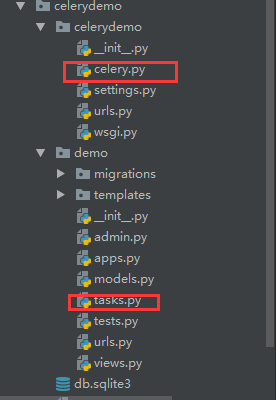 celerydemo
celerydemo
__init__.py
celery.py
settings.py
urls.py
wsgi.py
demo
migrations
templates
__init__.py
admin.py
apps.py
models.py
tasks.py
tests.py
urls.py
views.py
db.sqlite3